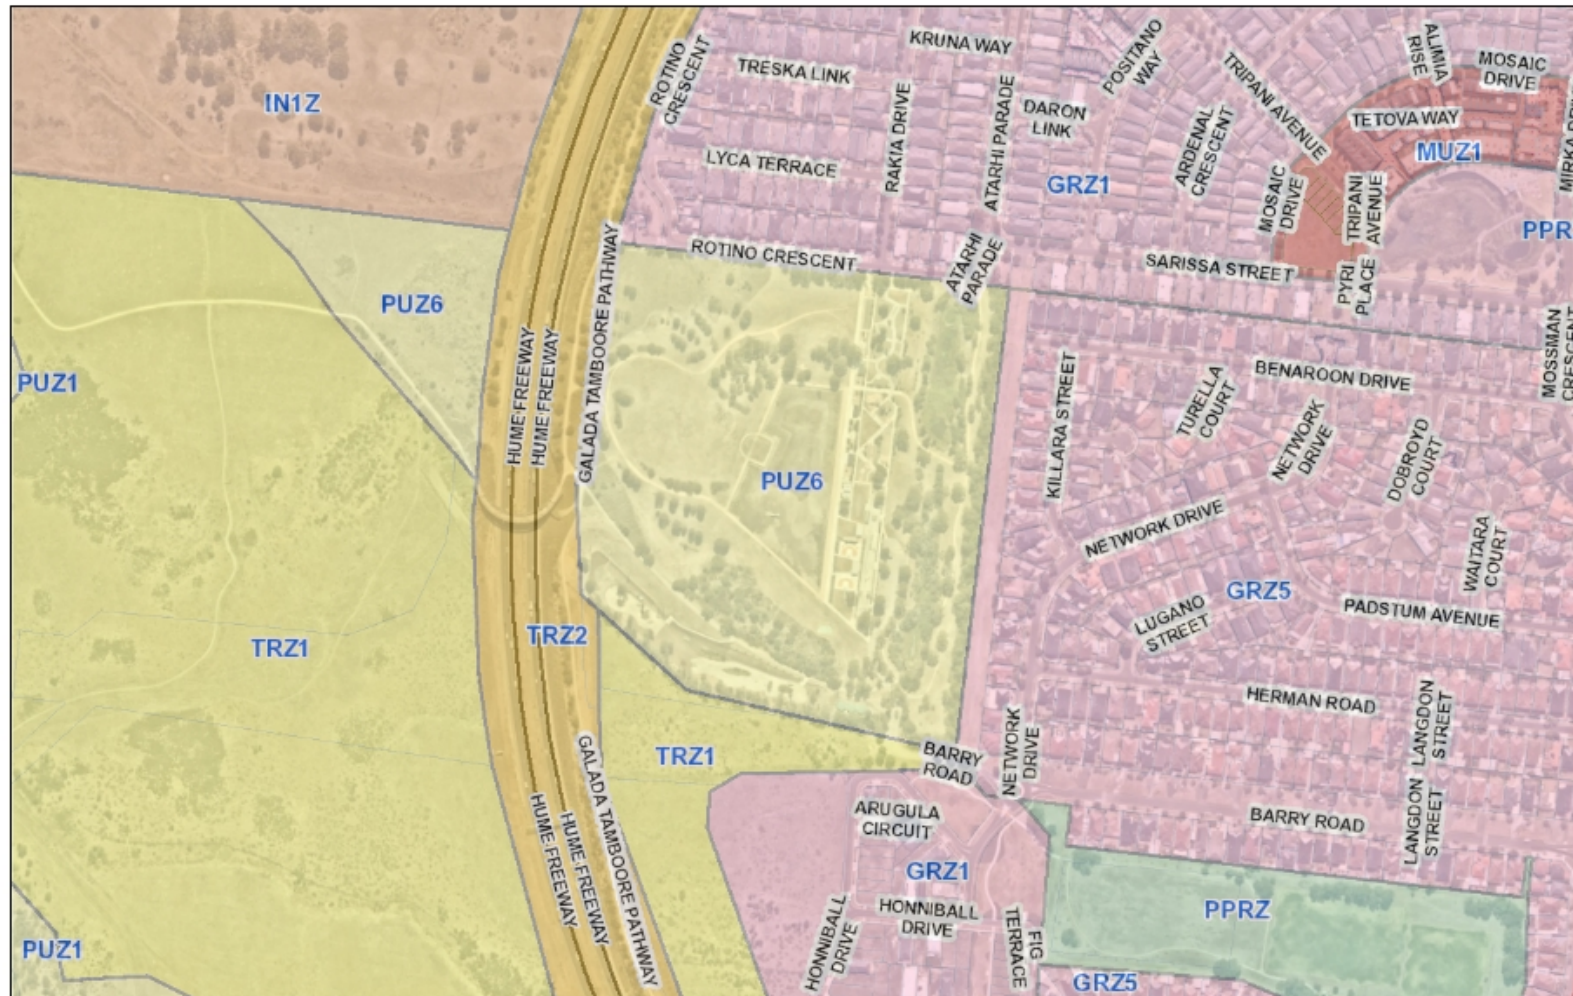 KRUNA WAY
POSITANO
WAY
ALIMIA
RISE
MOSAIC
DRIVE
ROTINO
CRESCENT
TRESKA LINK
TRIPANI AVENUE
IN1Z
RAKIA DRIVE
ATARHI PARADE
DARON
LINK
ARDENAL
CRESCENT
TETOVA WAY
MUZ1
LYCA TERRACE
GRZ1
MOSAIC
DRIVE
TRIPANI
AVENUE
PPR
ROTINO CRESCENT
ATARHI
PARADE
SARISSA STREET
PYRI
PLACE
PUZ6
GALADA TAMBOORE PATHWAY
HUME FREEWAY
HUME FREEWAY
MOSSMAN
CRESCENT
PUZ1
KILLARA STREET
TURELLA
COURT
BENAROON DRIVE
NETWORK
DRIVE
DOBROYD
COURT
PUZ6
NETWORK DRIVE
WAITARA
COURT
GRZ5
LUGANO
STREET
PADSTUM AVENUE
TRZ1
TRZ2
HERMAN ROAD
LANGDON
STREET
TRZ1
BARRY
ROAD
NETWORK
DRIVE
GALADA TAMBOORE PATHWAY
HUME FREEWAY
HUME FREEWAY
ARUGULA
CIRCUIT
BARRY ROAD
LANGDON
STREET
GRZ1
HONNIBALL
DRIVE
HONNIBALL
DRIVE
FIG
TERRACE
PPRZ
PUZ1
GRZ5